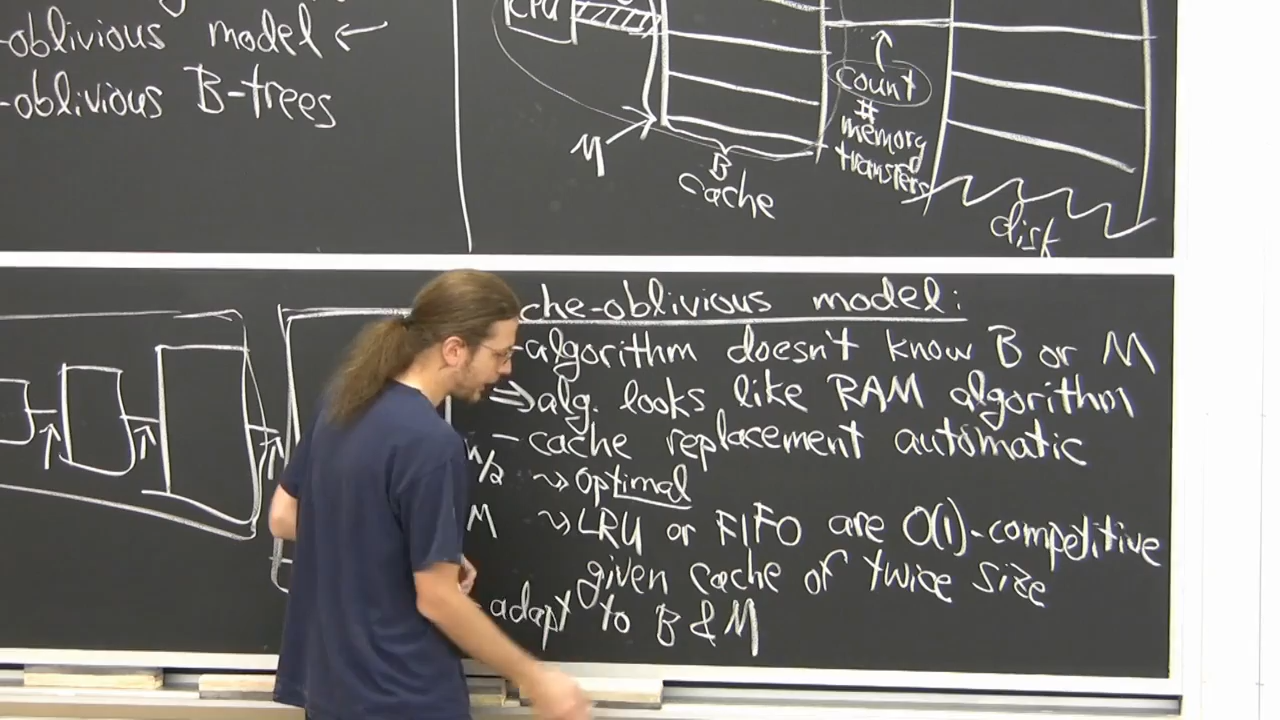 -oblivious model ←
-oblivious B-trees
CPU
M
B
cache
count
#
memory
transfers
disk
che-oblivious model:
-algorithm doesn't know B or M
⇒alg. looks like RAM algorithm
- cache replacement automatic
⇝ optimal
M
⇝ LRU or FIFO are O(1)-competitive
given cache of twice size
- adapt to B & M